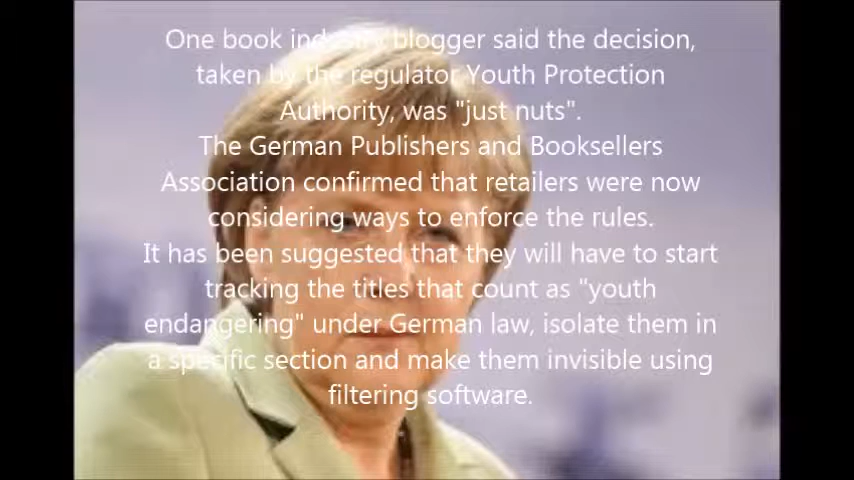 One book industry blogger said the decision,
taken by the regulator Youth Protection
Authority, was "just nuts".
The German Publishers and Booksellers
Association confirmed that retailers were now
considering ways to enforce the rules.
It has been suggested that they will have to start
tracking the titles that count as "youth
endangering" under German law, isolate them in
a specific section and make them invisible using
filtering software.